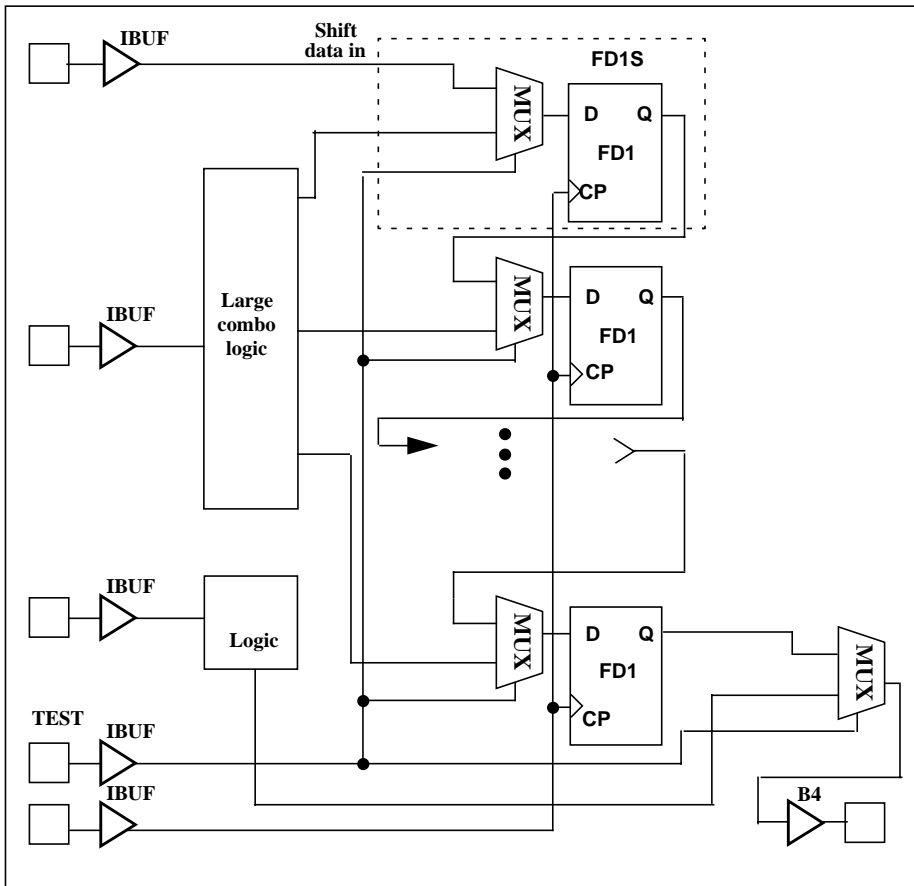 IBUF
Shift
data in
FD1S
MUX
D Q
FD1
CP
IBUF
Large
combo
logic
MUX
D Q
FD1
CP
IBUF
Logic
MUX
D Q
FD1
CP
MUX
TEST
IBUF
IBUF
B4